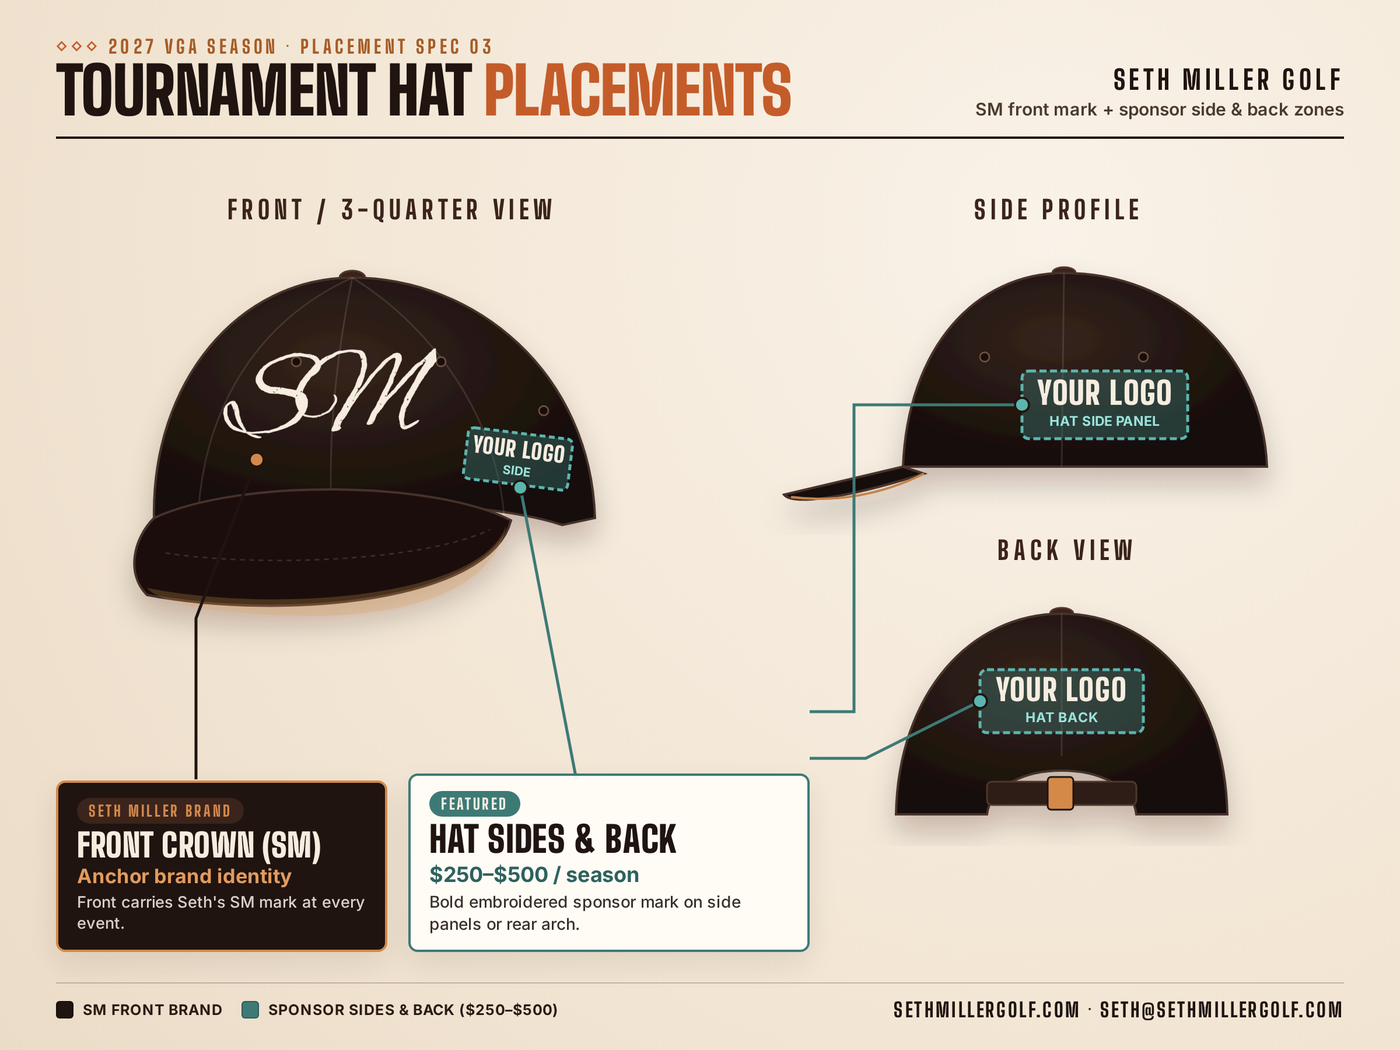 2027 VGA SEASON · PLACEMENT SPEC 03
TOURNAMENT HAT PLACEMENTS
SETH MILLER GOLF
SM front mark + sponsor side & back zones
FRONT / 3-QUARTER VIEW
SIDE PROFILE
SM
YOUR LOGO
SIDE
YOUR LOGO
HAT SIDE PANEL
BACK VIEW
YOUR LOGO
HAT BACK
SETH MILLER BRAND
FRONT CROWN (SM)
Anchor brand identity
Front carries Seth's SM mark at every
event.
FEATURED
HAT SIDES & BACK
$250–$500 / season
Bold embroidered sponsor mark on side
panels or rear arch.
SM FRONT BRAND
SPONSOR SIDES & BACK ($250–$500)
SETHMILLERGOLF.COM · SETH@SETHMILLERGOLF.COM